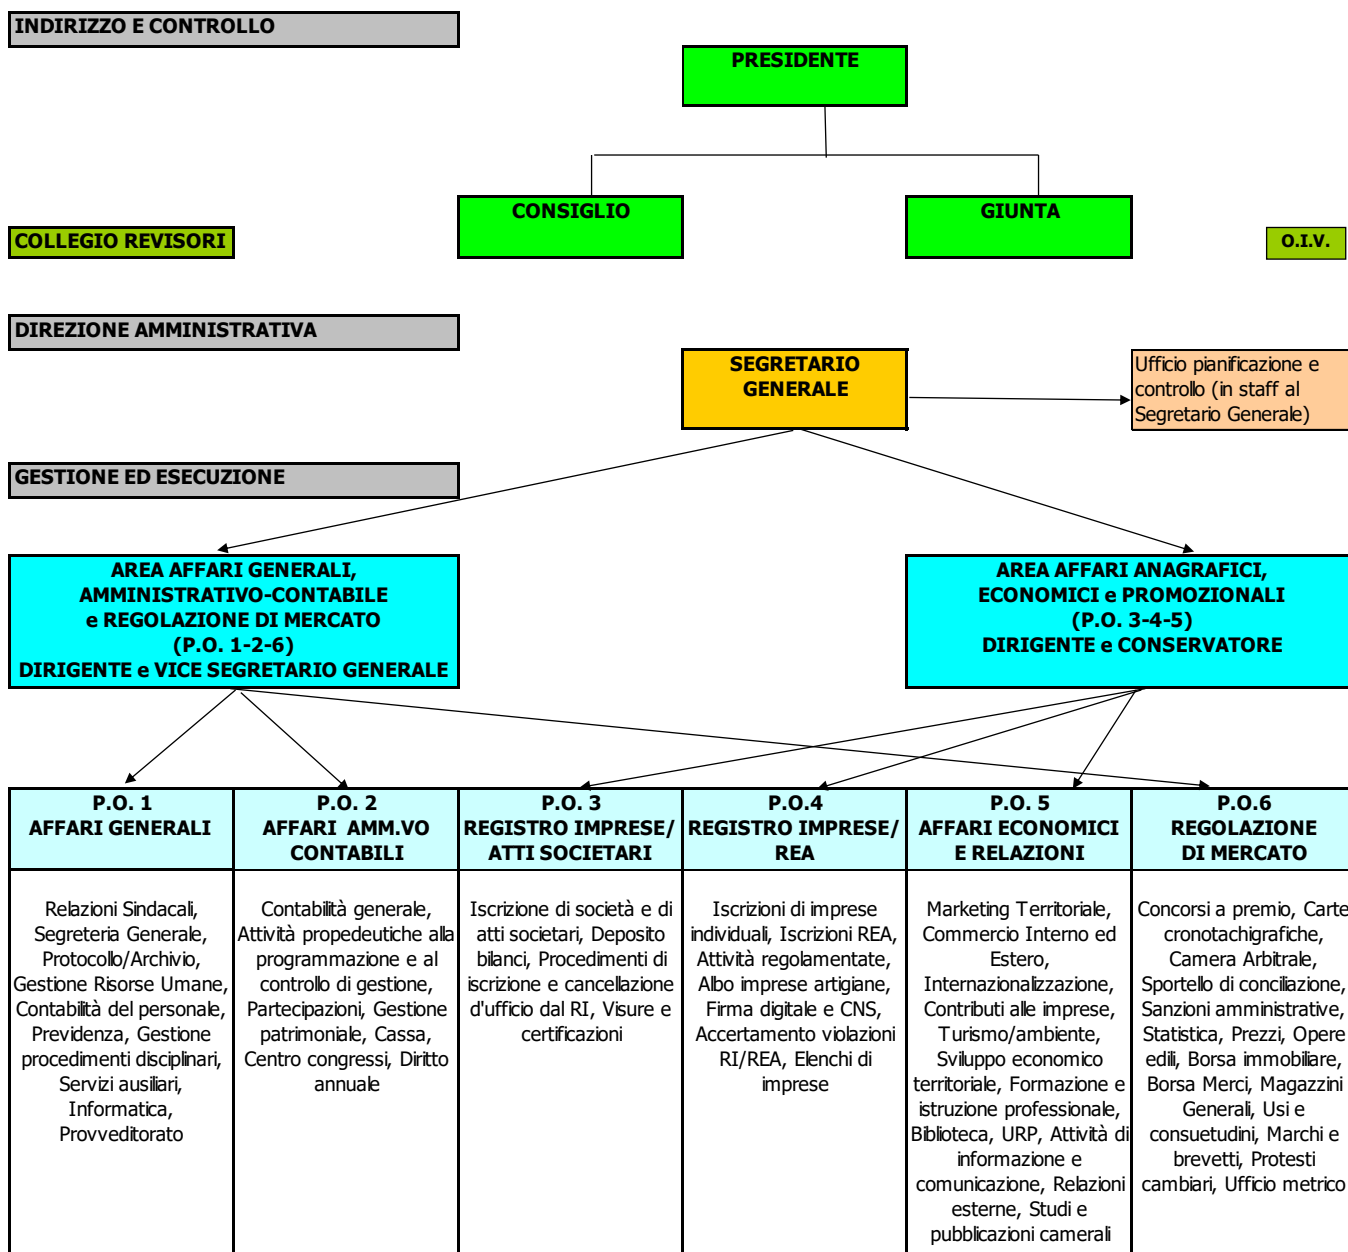 INDIRIZZO E CONTROLLO
PRESIDENTE
CONSIGLIO
GIUNTA
COLLEGIO REVISORI
O.I.V.
DIREZIONE AMMINISTRATIVA
SEGRETARIO
GENERALE
Ufficio pianificazione e
controllo (in staff al
Segretario Generale)
GESTIONE ED ESECUZIONE
AREA AFFARI GENERALI,
AMMINISTRATIVO-CONTABILE
e REGOLAZIONE DI MERCATO
(P.O. 1-2-6)
DIRIGENTE e VICE SEGRETARIO GENERALE
AREA AFFARI ANAGRAFICI,
ECONOMICI e PROMOZIONALI
(P.O. 3-4-5)
DIRIGENTE e CONSERVATORE
P.O. 1
AFFARI GENERALI
P.O. 2
AFFARI AMM.VO
CONTABILI
P.O. 3
REGISTRO IMPRESE/
ATTI SOCIETARI
P.O.4
REGISTRO IMPRESE/
REA
P.O. 5
AFFARI ECONOMICI
E RELAZIONI
P.O.6
REGOLAZIONE
DI MERCATO
Relazioni Sindacali,
Segreteria Generale,
Protocollo/Archivio,
Gestione Risorse Umane,
Contabilità del personale,
Previdenza, Gestione
procedimenti disciplinari,
Servizi ausiliari,
Informatica,
Provveditorato
Contabilità generale,
Attività propedeutiche alla
programmazione e al
controllo di gestione,
Partecipazioni, Gestione
patrimoniale, Cassa,
Centro congressi, Diritto
annuale
Iscrizione di società e di
atti societari, Deposito
bilanci, Procedimenti di
iscrizione e cancellazione
d'ufficio dal RI, Visure e
certificazioni
Iscrizioni di imprese
individuali, Iscrizioni REA,
Attività regolamentate,
Albo imprese artigiane,
Firma digitale e CNS,
Accertamento violazioni
RI/REA, Elenchi di
imprese
Marketing Territoriale,
Commercio Interno ed
Estero,
Internazionalizzazione,
Contributi alle imprese,
Turismo/ambiente,
Sviluppo economico
territoriale, Formazione e
istruzione professionale,
Biblioteca, URP, Attività di
informazione e
comunicazione, Relazioni
esterne, Studi e
pubblicazioni camerali
Concorsi a premio, Carte
cronotachigrafiche,
Camera Arbitrale,
Sportello di conciliazione,
Sanzioni amministrative,
Statistica, Prezzi, Opere
edili, Borsa immobiliare,
Borsa Merci, Magazzini
Generali, Usi e
consuetudini, Marchi e
brevetti, Protesti
cambiari, Ufficio metrico